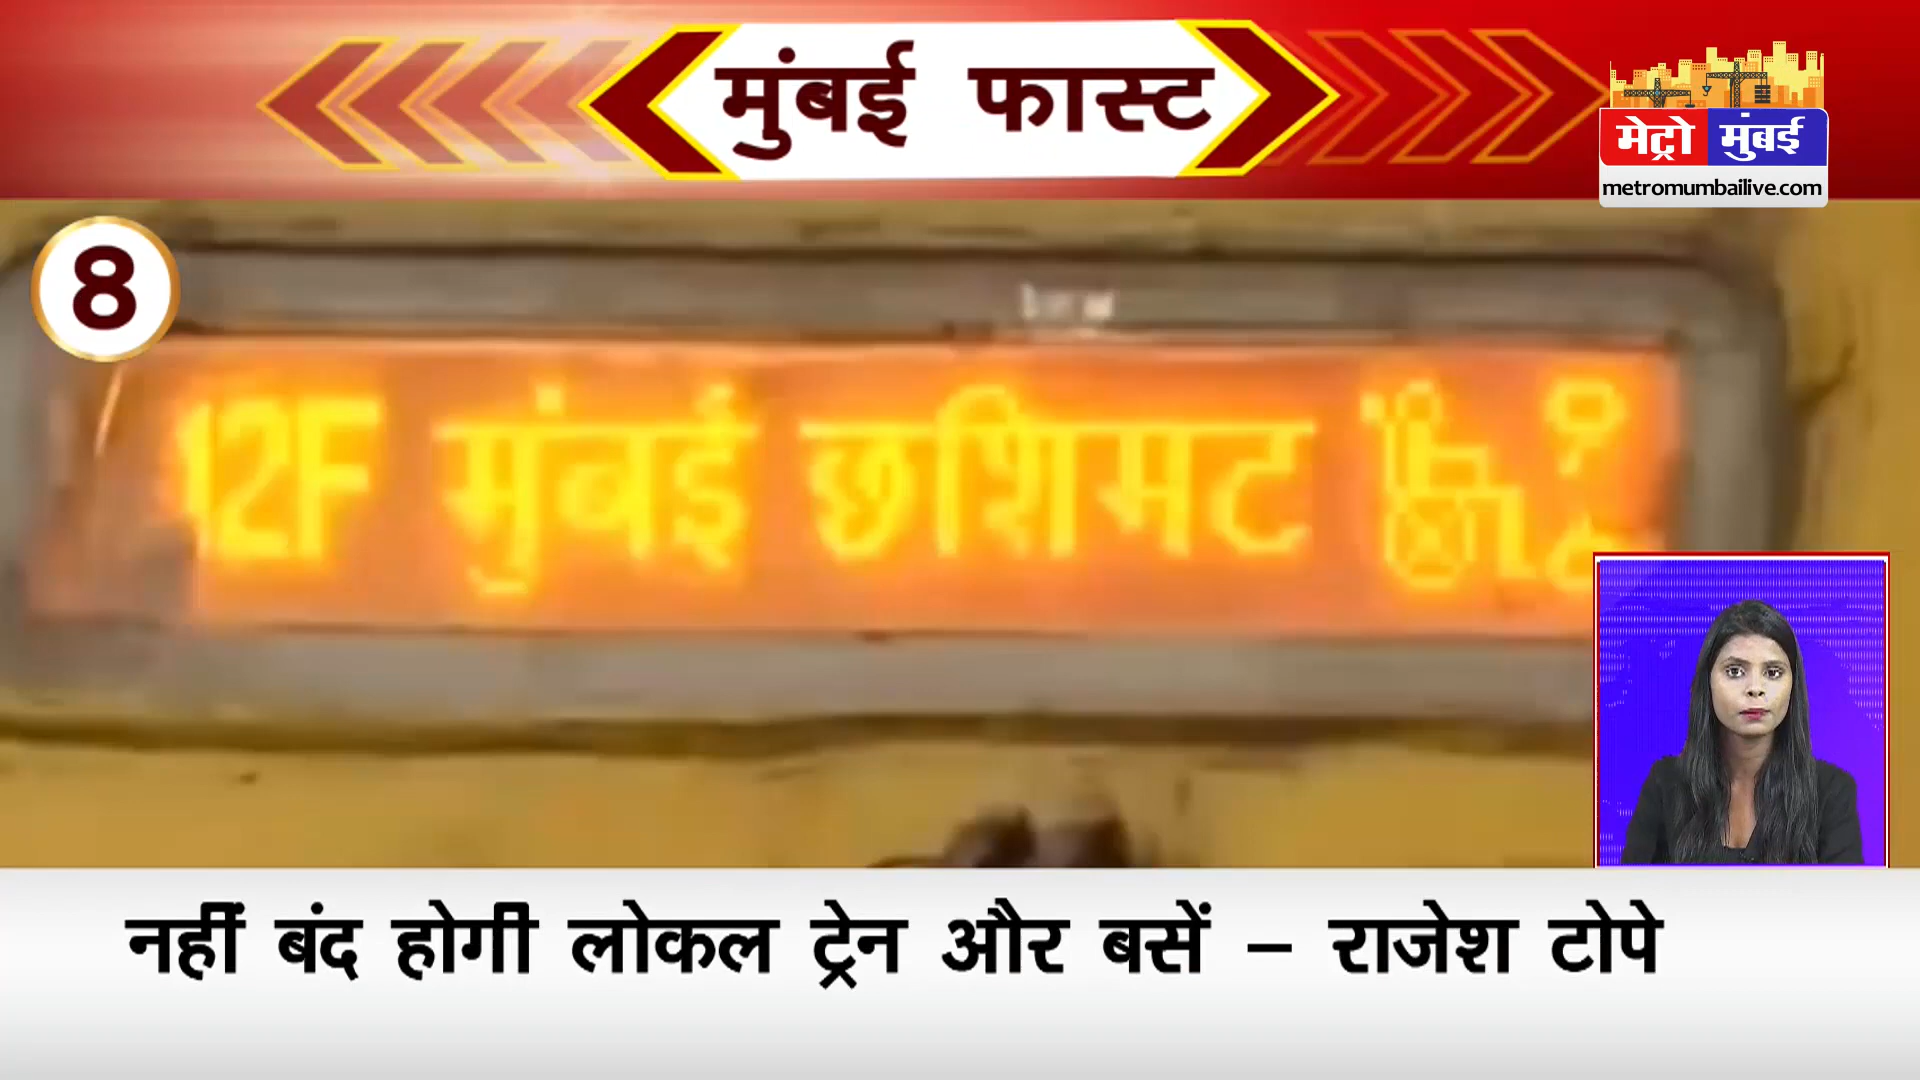 मुंबई फास्ट
मेट्रो मुंबई
metromumbailive.com
8
12F मुंबई छशिमट
नहीं बंद होगी लोकल ट्रेन और बसें – राजेश टोपे